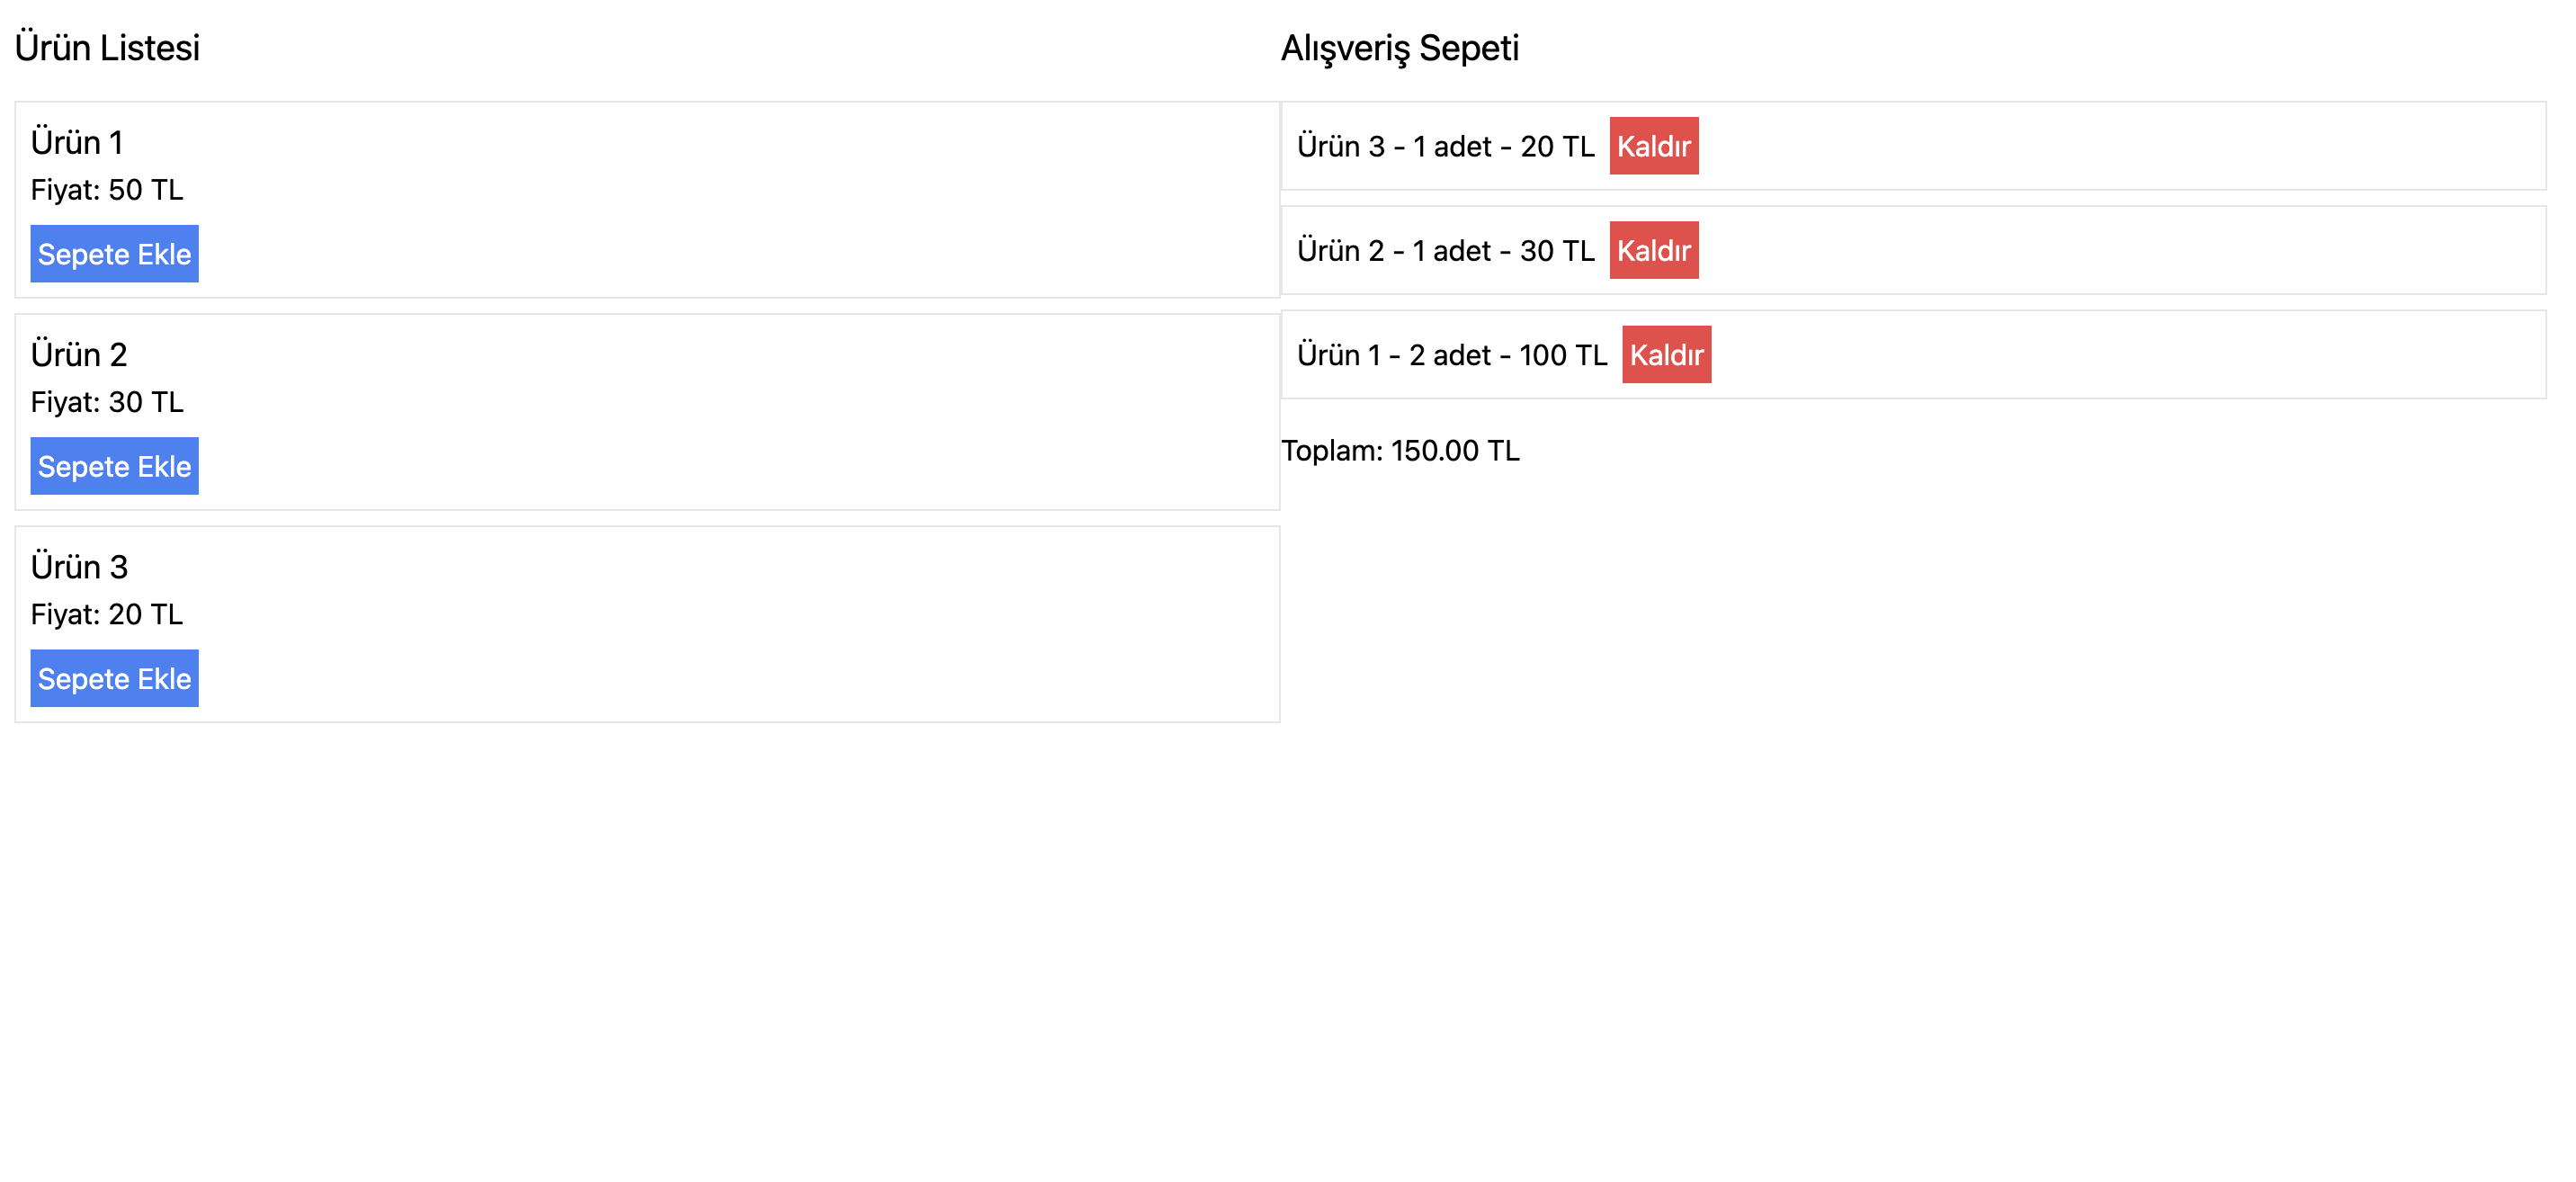 Ürün Listesi
Ürün 1
Fiyat: 50 TL
Sepete Ekle
Ürün 2
Fiyat: 30 TL
Sepete Ekle
Ürün 3
Fiyat: 20 TL
Sepete Ekle
Alışveriş Sepeti
Ürün 3 - 1 adet - 20 TL Kaldır
Ürün 2 - 1 adet - 30 TL Kaldır
Ürün 1 - 2 adet - 100 TL Kaldır
Toplam: 150.00 TL